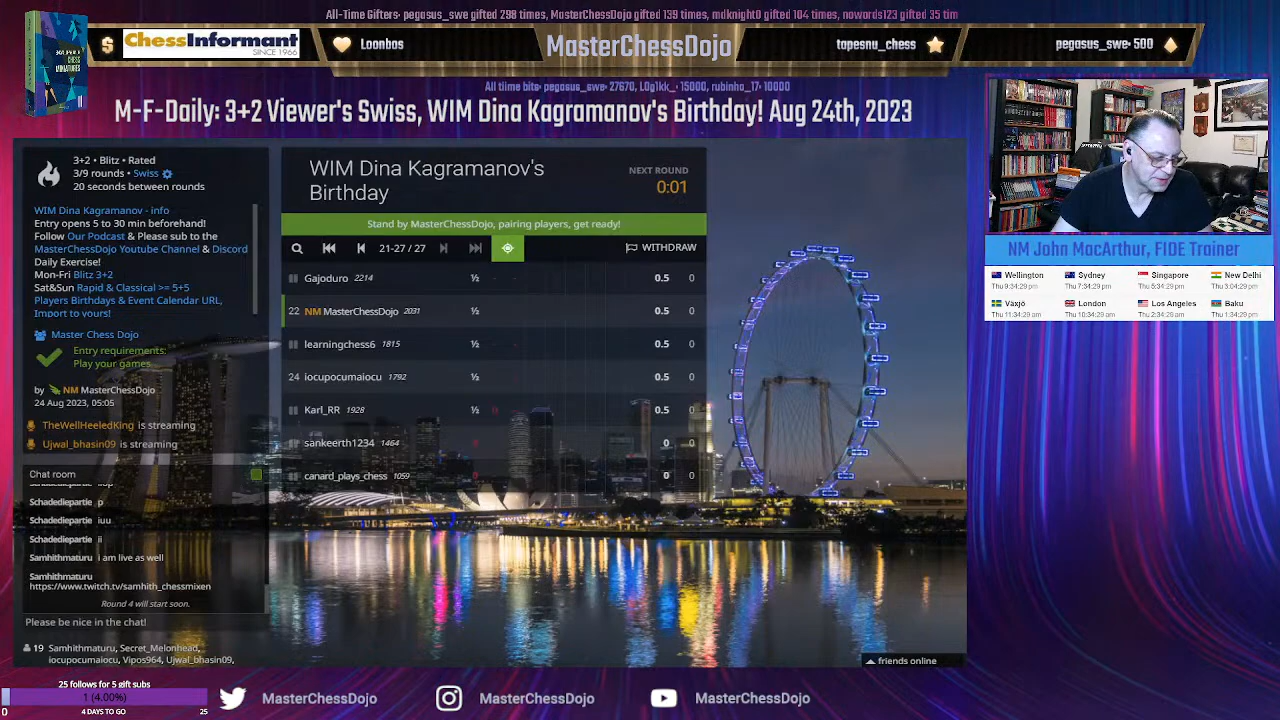 All-Time Gifters• pegasus_swe gifted 298 times, MasterChessDojo gifted 139 times, mdknight0 gifted 104 times, nowards123 gifted 35 tim
ChessInformant
SINCE 1966
Loonbos
MasterChessDojo
tapesnu_chess
pegasus_swe• 500
All time bits• pegasus_swe• 27670, L0g1kk_• 15000, rubinho_17• 10000
M-F-Daily: 3+2 Viewer's Swiss, WIM Dina Kagramanov's Birthday! Aug 24th, 2023
3+2 • Blitz • Rated
3/9 rounds • Swiss
20 seconds between rounds
WIM Dina Kagramanov - info
Entry opens 5 to 30 min beforehand!
Follow Our Podcast & Please sub to the
MasterChessDojo Youtube Channel & Discord
Daily Exercise!
Mon-Fri Blitz 3+2
Sat&Sun Rapid & Classical >= 5+5
Players Birthdays & Event Calendar URL,
Import to yours!
Master Chess Dojo
Entry requirements:
Play your games
by NM MasterChessDojo
24 Aug 2023, 05:05
TheWellHeeledKing is streaming
Ujwal_bhasin09 is streaming
Chat room
Schadediepartie
Schadediepartie p
Schadediepartie iuu
Schadediepartie ii
Samhithmaturu i am live as well
Samhithmaturu
https://www.twitch.tv/samhith_chessmixen
Round 4 will start soon.
Please be nice in the chat!
19 Samhithmaturu, Secret_Melonhead,
iocupocumaiocu, Vipos964, Ujwal_bhasin09,
WIM Dina Kagramanov's
Birthday
NEXT ROUND
0:01
Stand by MasterChessDojo, pairing players, get ready!
21-27 / 27
WITHDRAW
Gajoduro 2214 ½ 0.5 0
22 NM MasterChessDojo 2031 ½ 0.5 0
learningchess6 1815 ½ 0.5 0
24 iocupocumaiocu 1792 ½ 0.5 0
Karl_RR 1928 ½ 0.5 0
sankeerth1234 1464 0 0
canard_plays_chess 1059 0 0
friends online
NM John MacArthur, FIDE Trainer
Wellington
Thu 9:34:29 pm
Sydney
Thu 7:34:29 pm
Singapore
Thu 5:34:29 pm
New Delhi
Thu 3:04:29 pm
Växjö
Thu 11:34:29 am
London
Thu 10:34:29 am
Los Angeles
Thu 2:34:29 am
Baku
Thu 1:34:29 pm
25 follows for 5 gift subs
1 (4.00%)
0
4 DAYS TO GO
25
MasterChessDojo
MasterChessDojo
MasterChessDojo